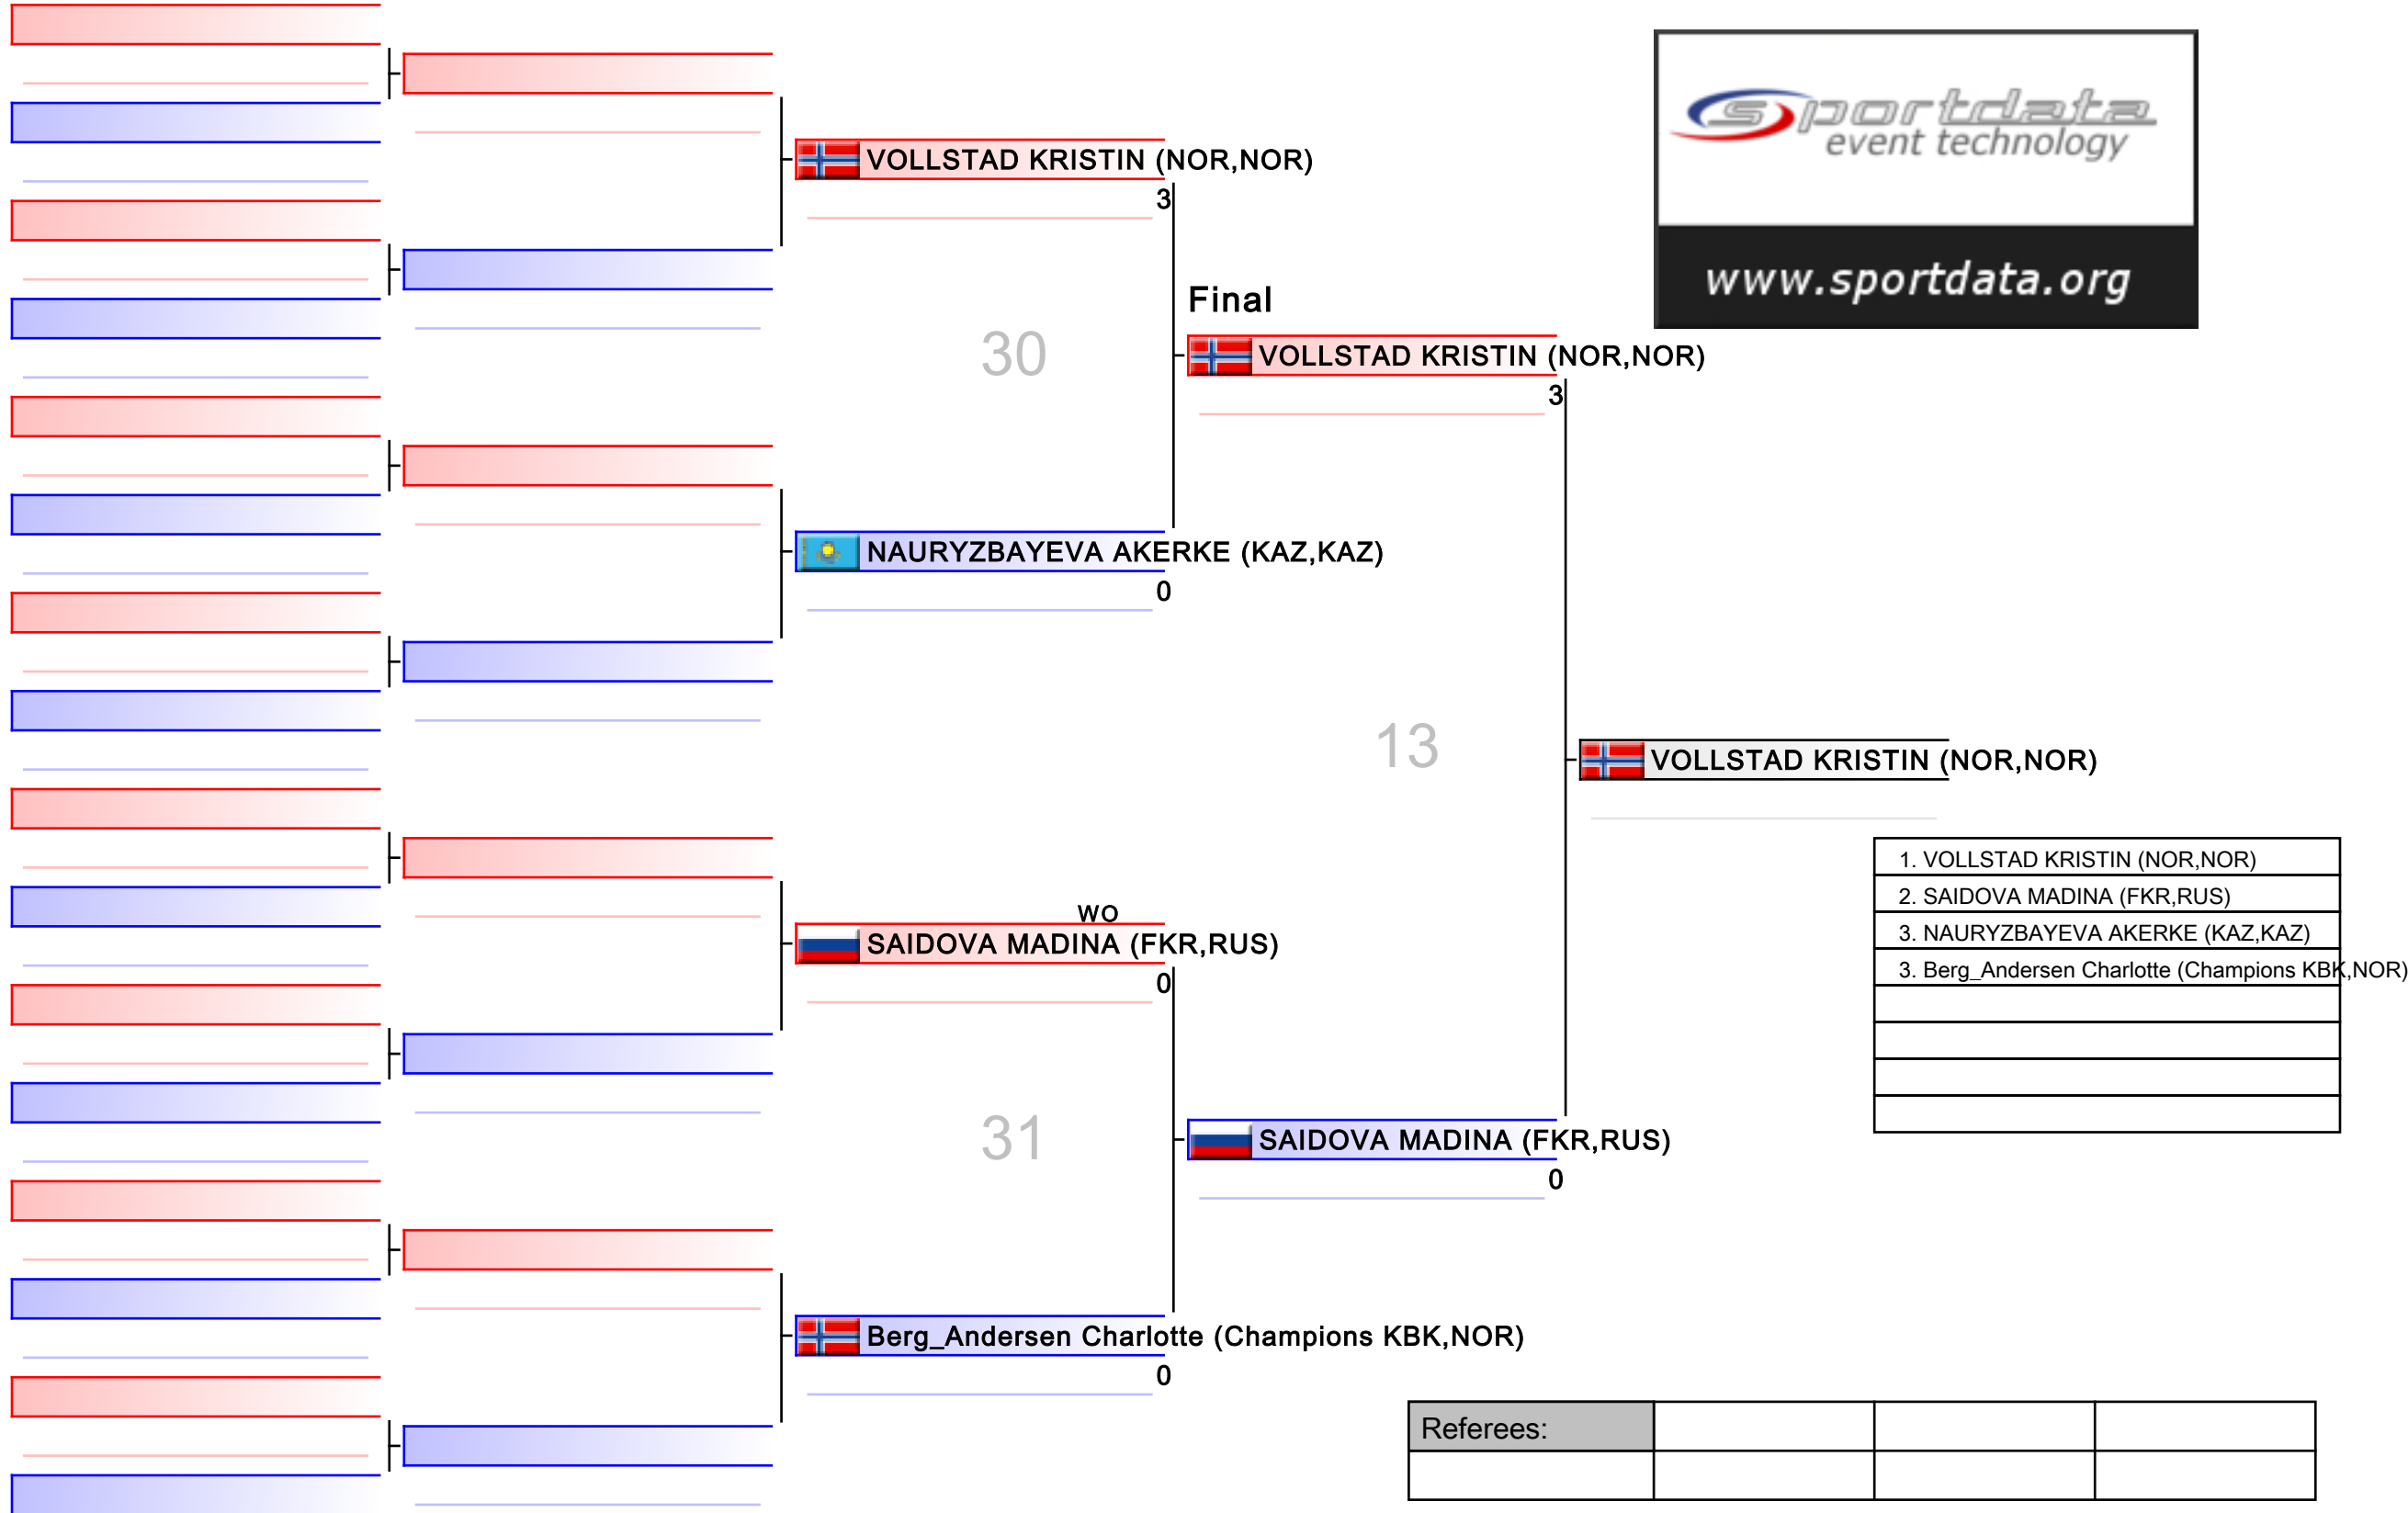 sportdata
event technology
www.sportdata.org
VOLLSTAD KRISTIN (NOR,NOR)
3
Final
30
VOLLSTAD KRISTIN (NOR,NOR)
3
NAURYZBAYEVA AKERKE (KAZ,KAZ)
0
13
VOLLSTAD KRISTIN (NOR,NOR)
1. VOLLSTAD KRISTIN (NOR,NOR)
2. SAIDOVA MADINA (FKR,RUS)
3. NAURYZBAYEVA AKERKE (KAZ,KAZ)
3. Berg_Andersen Charlotte (Champions KBK,NOR)
wo
SAIDOVA MADINA (FKR,RUS)
0
31
SAIDOVA MADINA (FKR,RUS)
0
Berg_Andersen Charlotte (Champions KBK,NOR)
0
Referees: